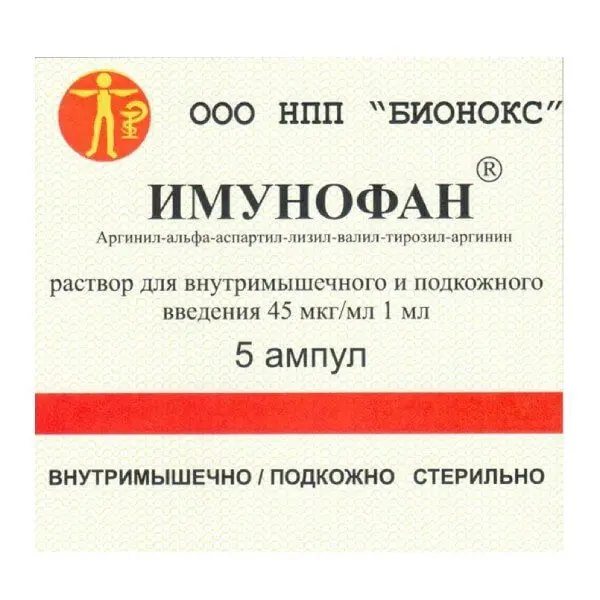 ООО НПП "БИОНОКС"
ИМУНОФАН®
Аргинил-альфа-аспартил-лизил-валил-тирозил-аргинин
раствор для внутримышечного и подкожного
введения 45 мкг/мл 1 мл
5 ампул
ВНУТРИМЫШЕЧНО / ПОДКОЖНО СТЕРИЛЬНО